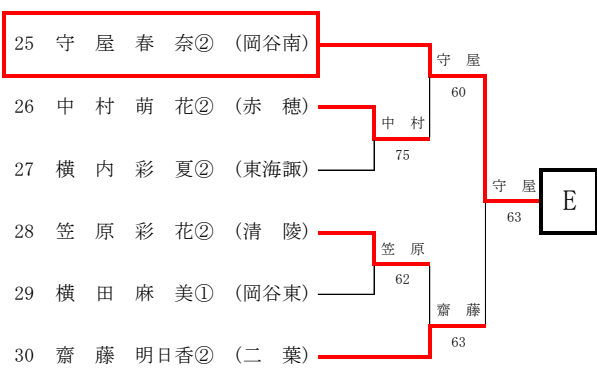 25 守 屋 春 奈② (岡谷南)
守 屋
60
26 中 村 萌 花② (赤 穂)
中 村
75
27 横 内 彩 夏② (東海諏)
守 屋
63
E
28 笠 原 彩 花② (清 陵)
笠 原
62
29 横 田 麻 美① (岡谷東)
齋 藤
63
30 齋 藤 明日香② (二 葉)